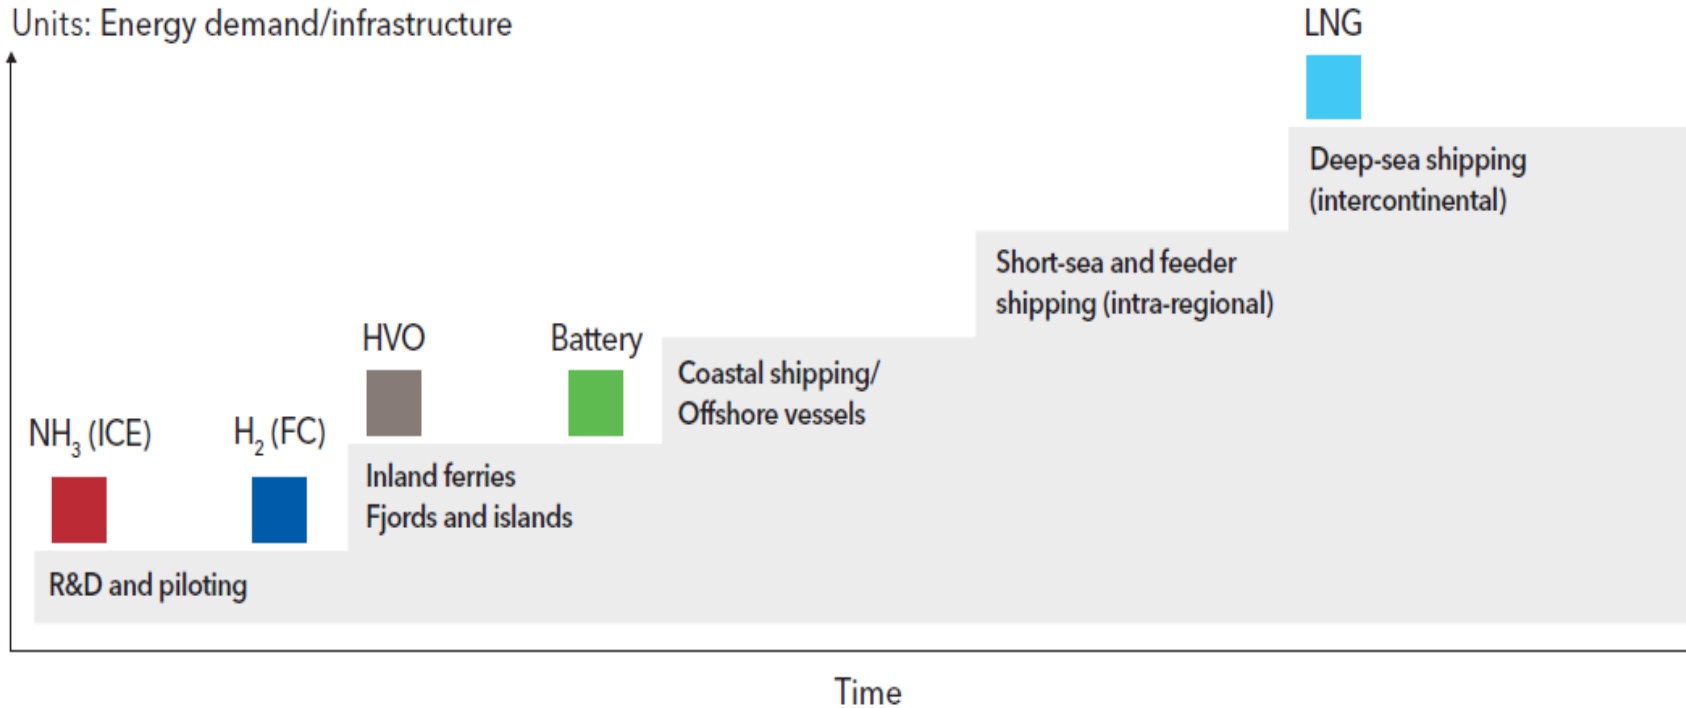 Units: Energy demand/infrastructure
LNG
Deep-sea shipping
(intercontinental)
Short-sea and feeder
shipping (intra-regional)
HVO
Battery
Coastal shipping/
Offshore vessels
NH₃ (ICE)
H₂ (FC)
Inland ferries
Fjords and islands
R&D and piloting
Time